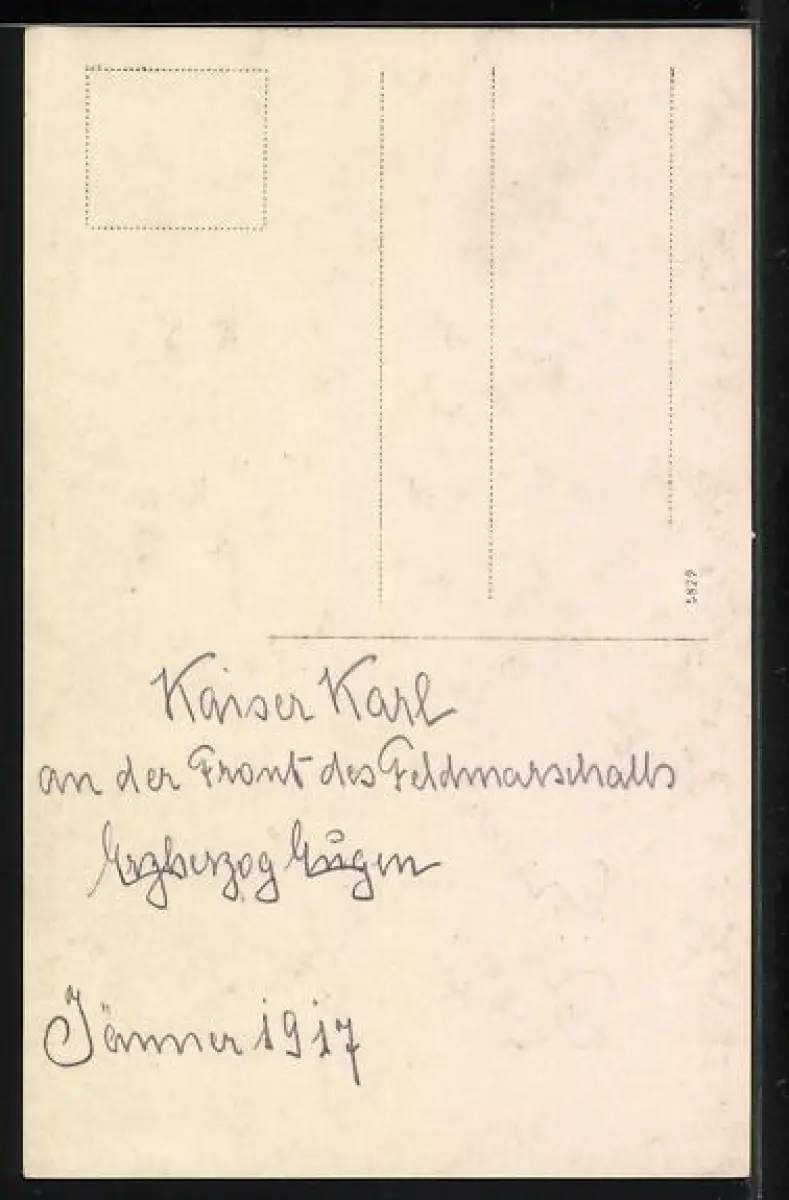 Kaiser Karl
an der Front des Feldmarschalls
Erzherzog Eugen
Jänner 1917